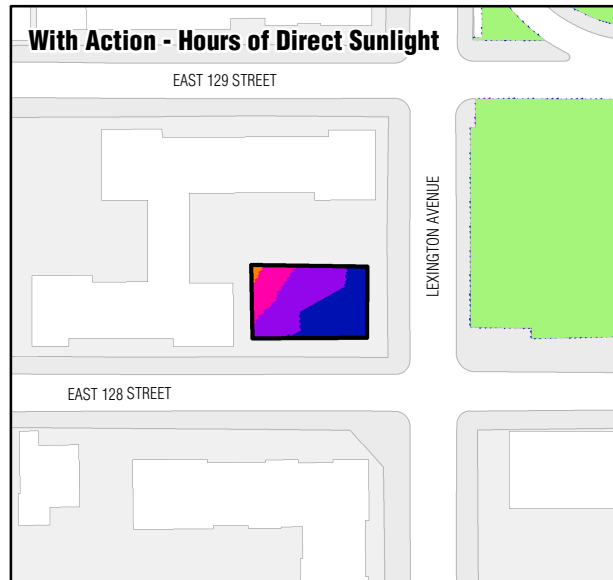 With Action - Hours of Direct Sunlight
EAST 129 STREET
LEXINGTON AVENUE
EAST 128 STREET